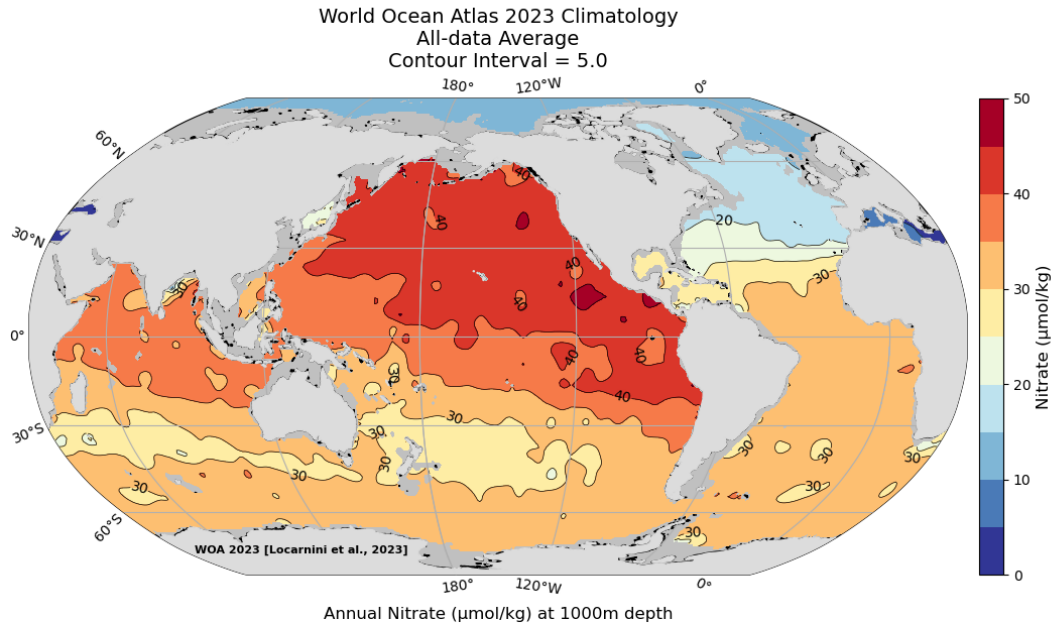 World Ocean Atlas 2023 Climatology
All-data Average
Contour Interval = 5.0
180° 120°W 0°
60°N
30°N
0°
30°S
60°S
40
40
20
30
30
40
40
40
40
40
30
30
30
30
30
30
30
30
30
30
30
WOA 2023 [Locarnini et al., 2023]
180° 120°W 0°
50
40
30
20
10
0
Nitrate (μmol/kg)
Annual Nitrate (μmol/kg) at 1000m depth